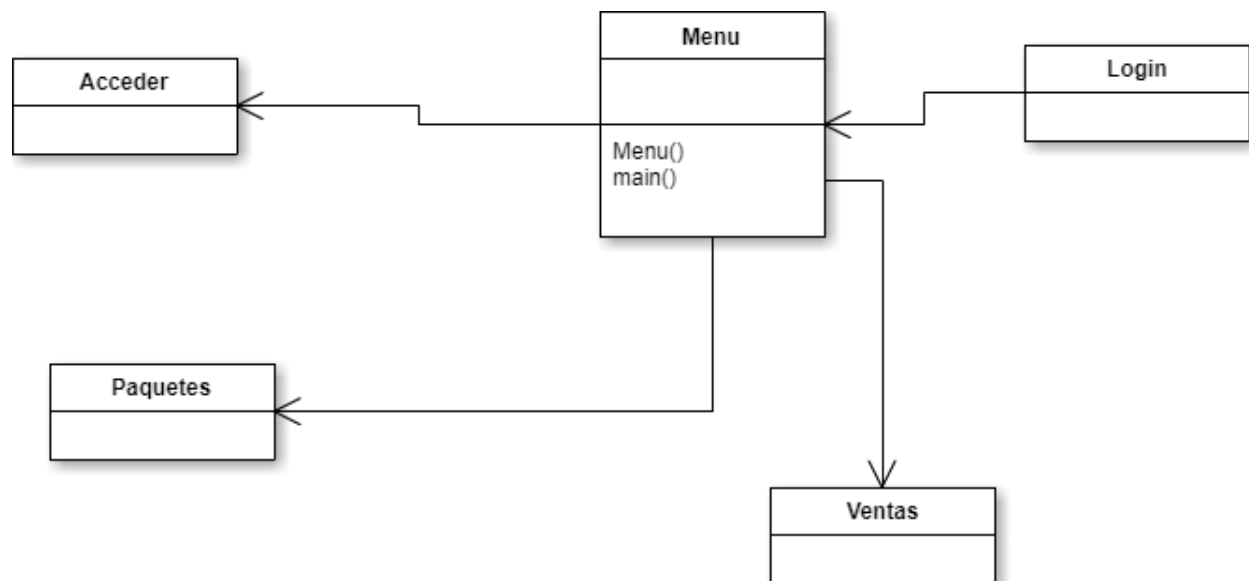 Menu
Login
Acceder
Menu()
main()
Paquetes
Ventas